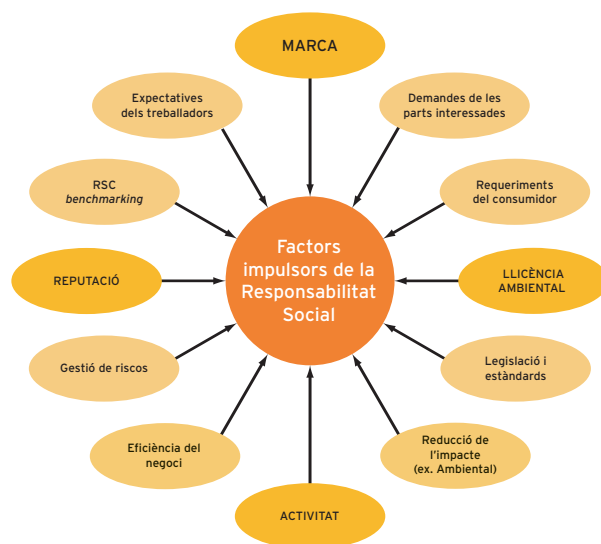 MARCA
Expectatives
dels treballadors
Demandes de les
parts interessades
RSC
benchmarking
Requeriments
del consumidor
Factors
impulsors de la
Responsabilitat
Social
REPUTACIÓ
LLICÈNCIA
AMBIENTAL
Gestió de riscos
Legislació i
estàndards
Eficiència del
negoci
Reducció de
l'impacte
(ex. Ambiental)
ACTIVITAT